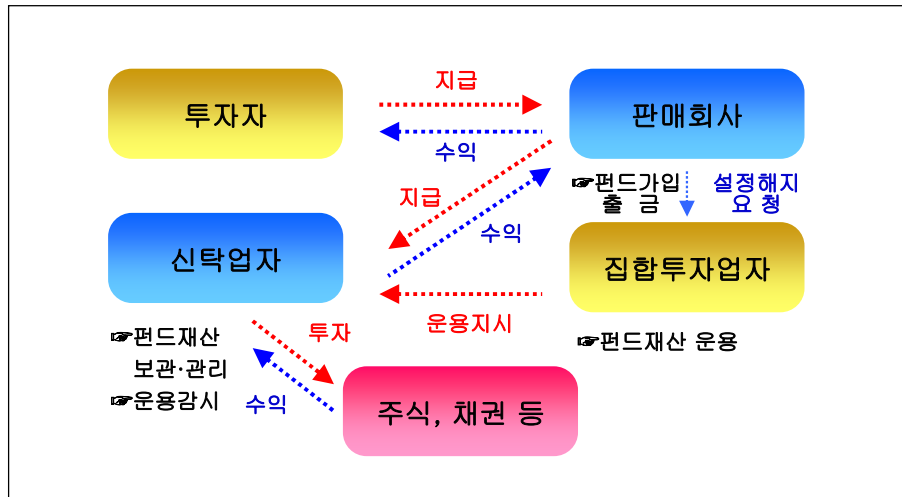 지급
투자자
판매회사
수익
☞펀드가입
출 금
설정해지
요 청
지급
수익
신탁업자
집합투자업자
운용지시
☞펀드재산
보관·관리
☞운용감시
투자
☞펀드재산 운용
수익
주식, 채권 등